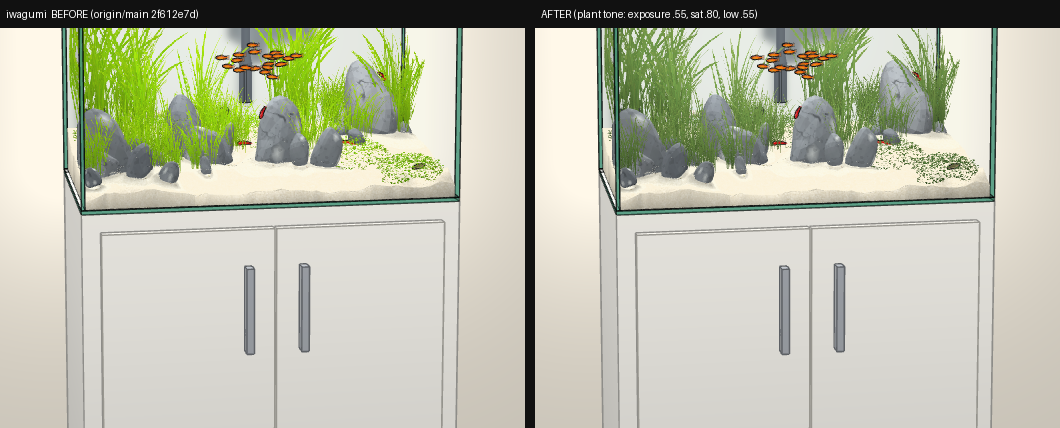 iwagumi BEFORE (origin/main 2f612e7d)
AFTER (plant tone: exposure .55, sat .80, low .55)